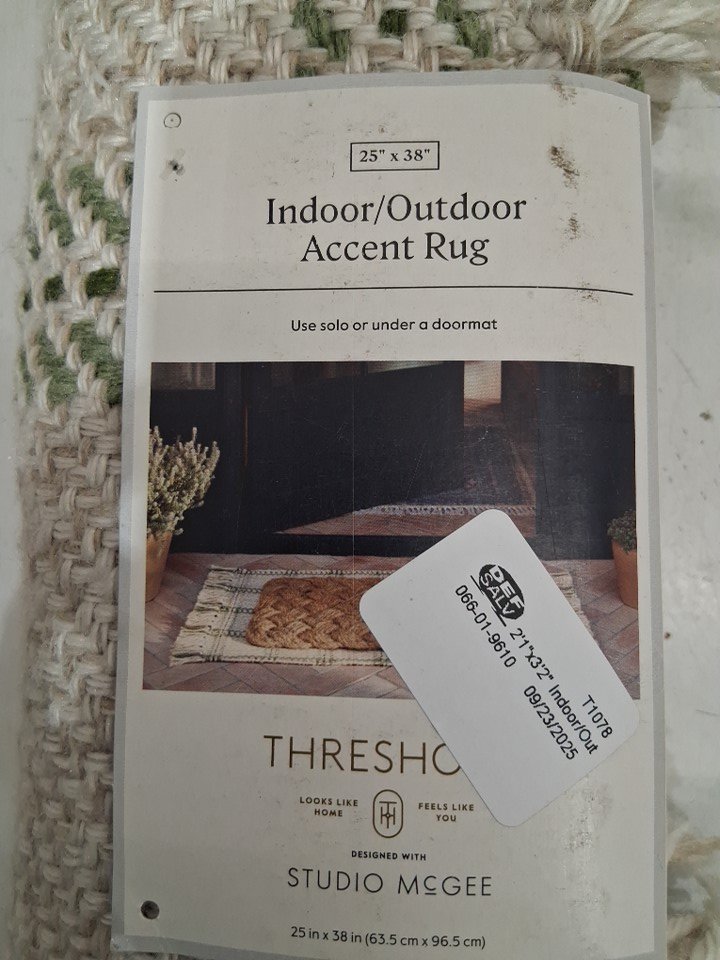 25" x 38"
Indoor/Outdoor
Accent Rug
Use solo or under a doormat
DEF
SALV
T1078
2'1"x3'2" Indoor/Out
066-01-9610 09/23/2025
THRESHO
LOOKS LIKE
HOME
TH
FEELS LIKE
YOU
DESIGNED WITH
STUDIO McGEE
25 in x 38 in (63.5 cm x 96.5 cm)